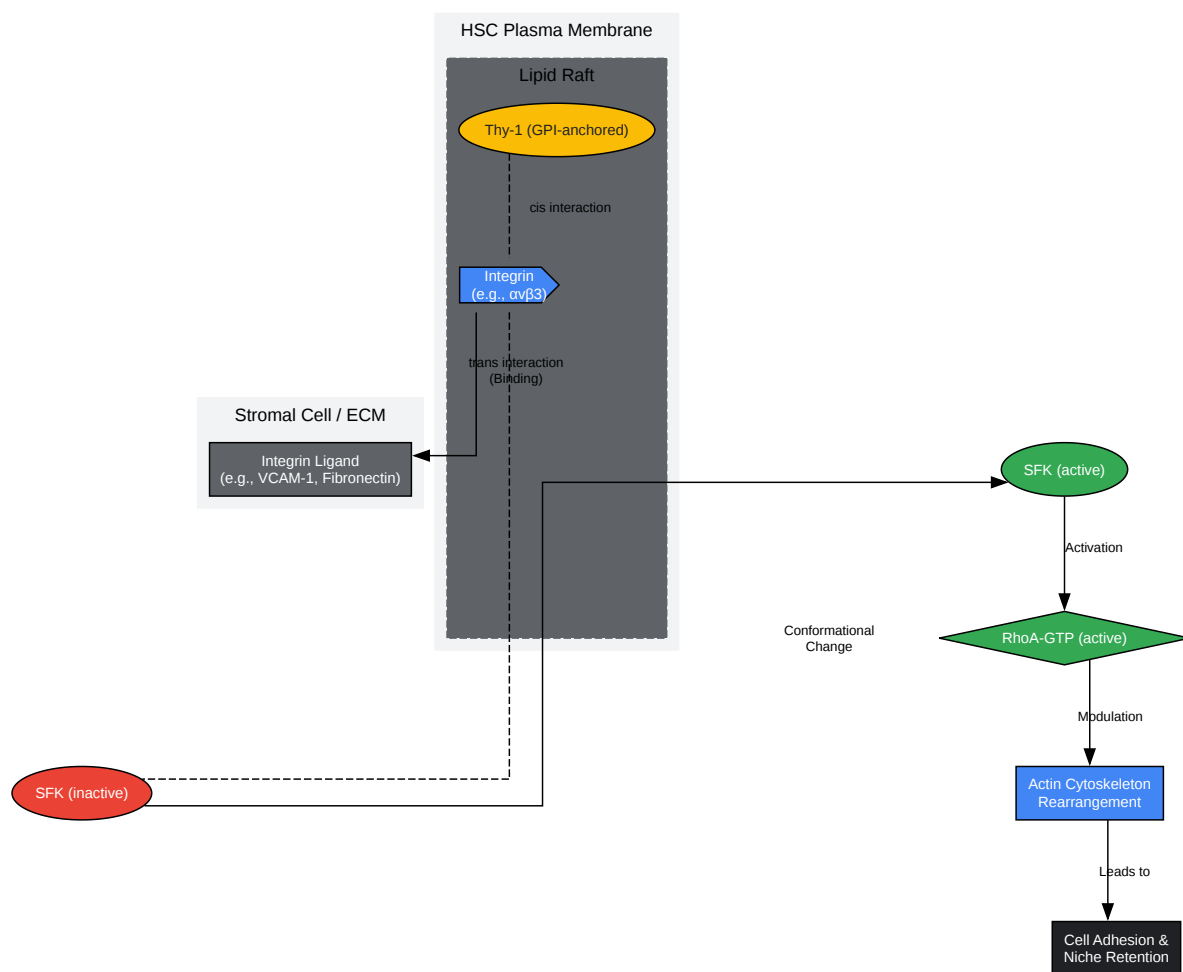 HSC Plasma Membrane
Lipid Raft
Thy-1 (GPI-anchored)
cis interaction
Integrin
(e.g., αvβ3)
trans interaction
(Binding)
Stromal Cell / ECM
Integrin Ligand
(e.g., VCAM-1, Fibronectin)
SFK (active)
Activation
Conformational
Change
RhoA-GTP (active)
Modulation
SFK (inactive)
Actin Cytoskeleton
Rearrangement
Leads to
Cell Adhesion &
Niche Retention